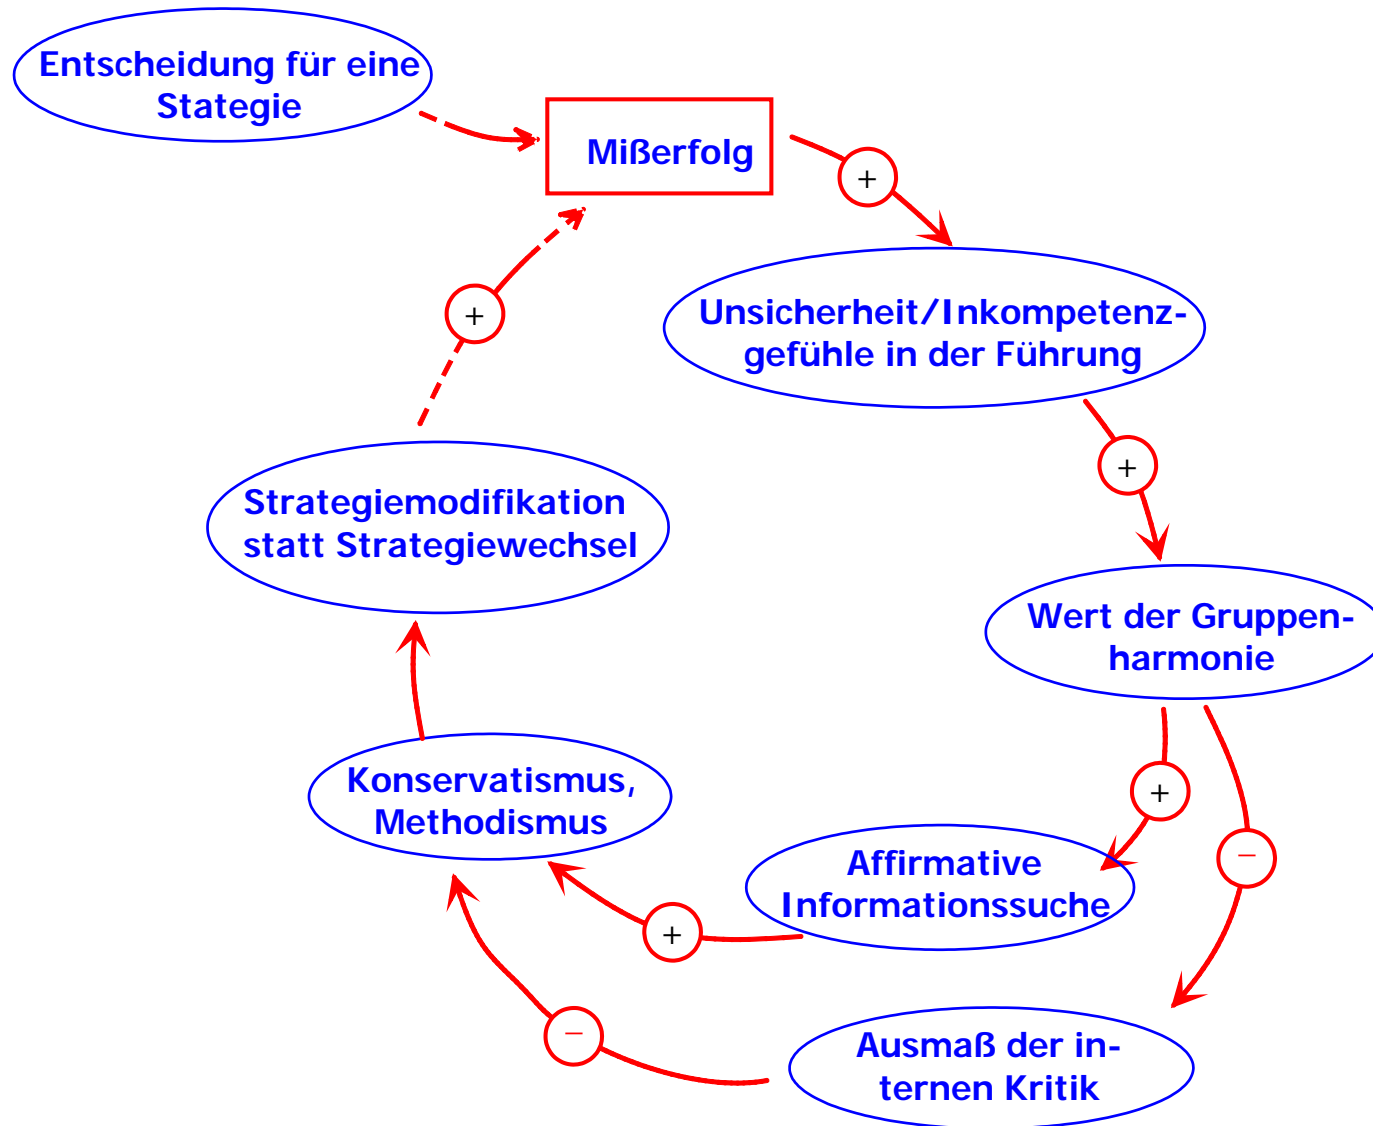 Entscheidung für eine
Stategie
Mißerfolg
+
Unsicherheit/Inkompetenz-
gefühle in der Führung
+
+
Strategiemodifikation
statt Strategiewechsel
Wert der Gruppen-
harmonie
Konservatismus,
Methodismus
+
–
Affirmative
Informationssuche
+
–
Ausmaß der in-
ternen Kritik